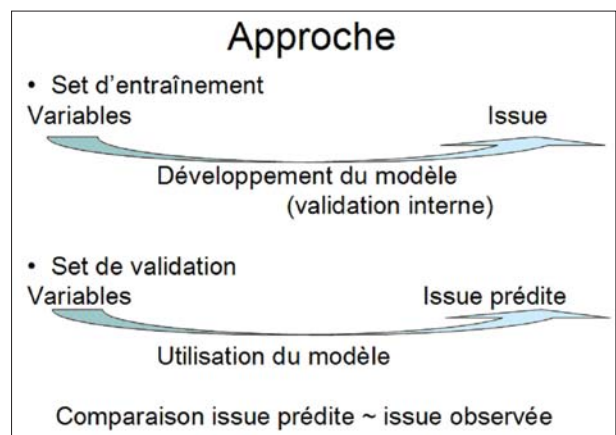 Approche
• Set d'entraînement
Variables Issue
Développement du modèle
(validation interne)
• Set de validation
Variables Issue prédite
Utilisation du modèle
Comparaison issue prédite ~ issue observée